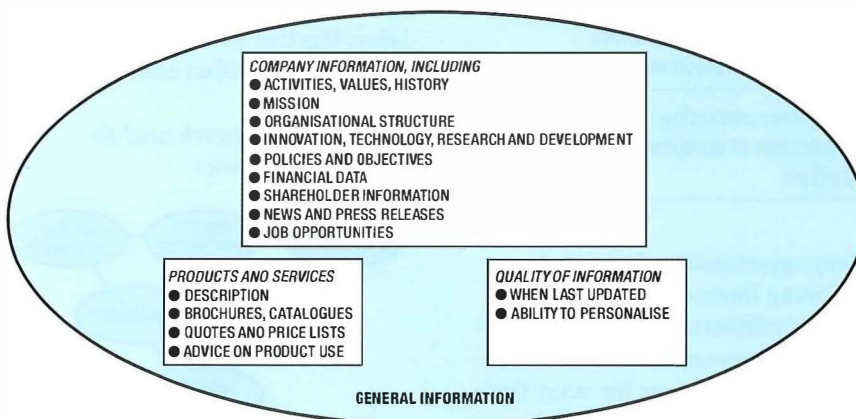 COMPANY INFORMATION, INCLUDING
● ACTIVITIES, VALUES, HISTORY
● MISSION
● ORGANISATIONAL STRUCTURE
● INNOVATION, TECHNOLOGY, RESEARCH AND DEVELOPMENT
● POLICIES AND OBJECTIVES
● FINANCIAL DATA
● SHAREHOLDER INFORMATION
● NEWS AND PRESS RELEASES
● JOB OPPORTUNITIES
PRODUCTS AND SERVICES
● DESCRIPTION
● BROCHURES, CATALOGUES
● QUOTES AND PRICE LISTS
● ADVICE ON PRODUCT USE
QUALITY OF INFORMATION
● WHEN LAST UPDATED
● ABILITY TO PERSONALISE
GENERAL INFORMATION